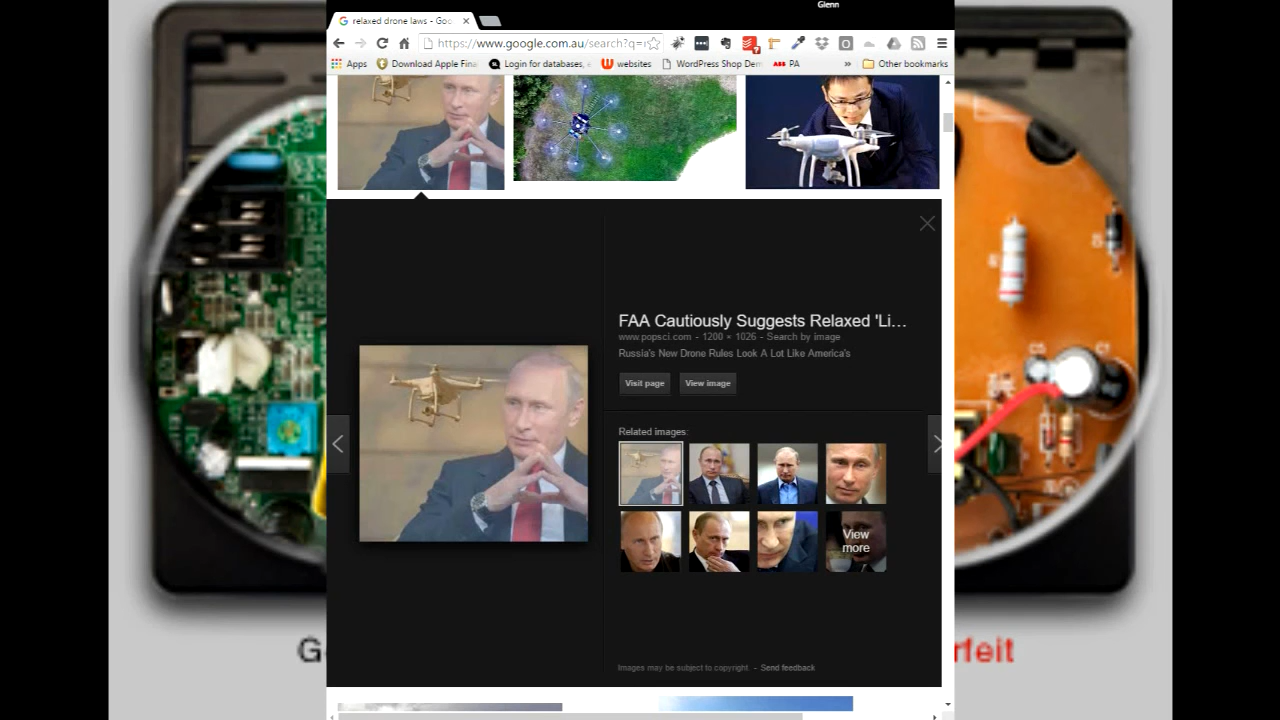 Glenn
relaxed drone laws - Goo
https://www.google.com.au/search?q=r
Apps
Download Apple Fina
Login for databases, e
websites
WordPress Shop Dem
PA
»
Other bookmarks
FAA Cautiously Suggests Relaxed 'Li...
www.popsci.com - 1200 × 1026 - Search by image
Russia's New Drone Rules Look A Lot Like America's
Visit page
View image
Related images:
View
more
Images may be subject to copyright. - Send feedback
G
rfeit